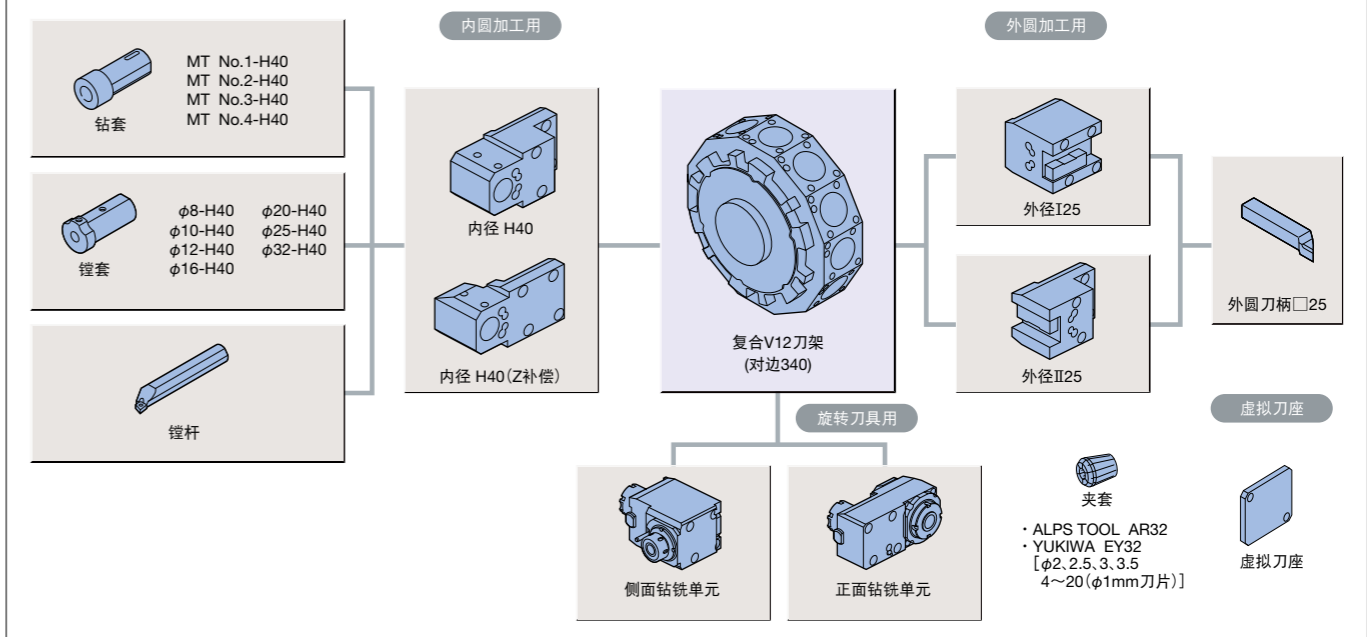 内圆加工用
外圆加工用
MT No.1-H40
MT No.2-H40
MT No.3-H40
MT No.4-H40
钻套
φ8-H40 φ20-H40
φ10-H40 φ25-H40
φ12-H40 φ32-H40
φ16-H40
镗套
镗杆
内径 H40
内径 H40(Z补偿)
复合V12刀架
(对边340)
外径I25
外径II25
外圆刀柄□25
旋转刀具用
侧面钻铣单元
正面钻铣单元
夹套
・ALPS TOOL AR32
・YUKIWA EY32
[φ2、2.5、3、3.5
4～20(φ1mm刀片)]
虚拟刀座
虚拟刀座